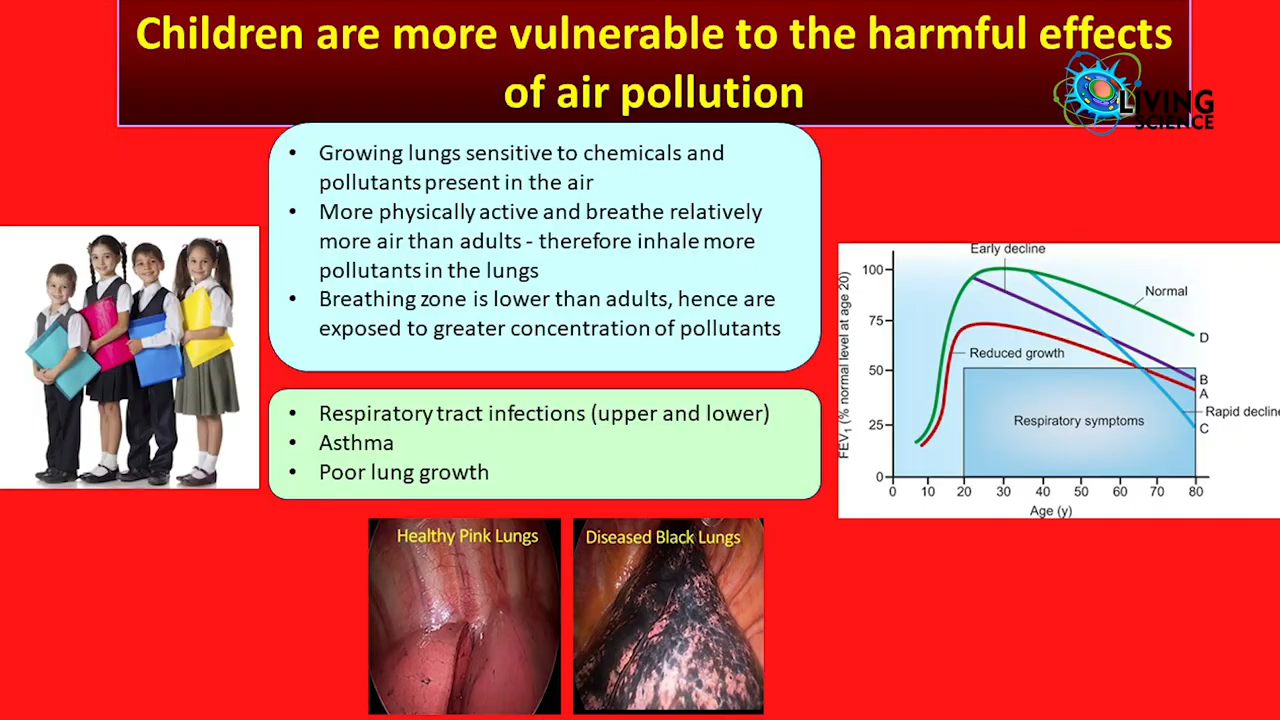 Children are more vulnerable to the harmful effects
of air pollution
LIVING
SCIENCE
• Growing lungs sensitive to chemicals and
pollutants present in the air
• More physically active and breathe relatively
more air than adults - therefore inhale more
pollutants in the lungs
• Breathing zone is lower than adults, hence are
exposed to greater concentration of pollutants
• Respiratory tract infections (upper and lower)
• Asthma
• Poor lung growth
Healthy Pink Lungs
Diseased Black Lungs
FEV1 (% normal level at age 20)
100
75
50
25
0
Early decline
Normal
D
Reduced growth
B
A
Rapid decline
C
Respiratory symptoms
0 10 20 30 40 50 60 70 80
Age (y)